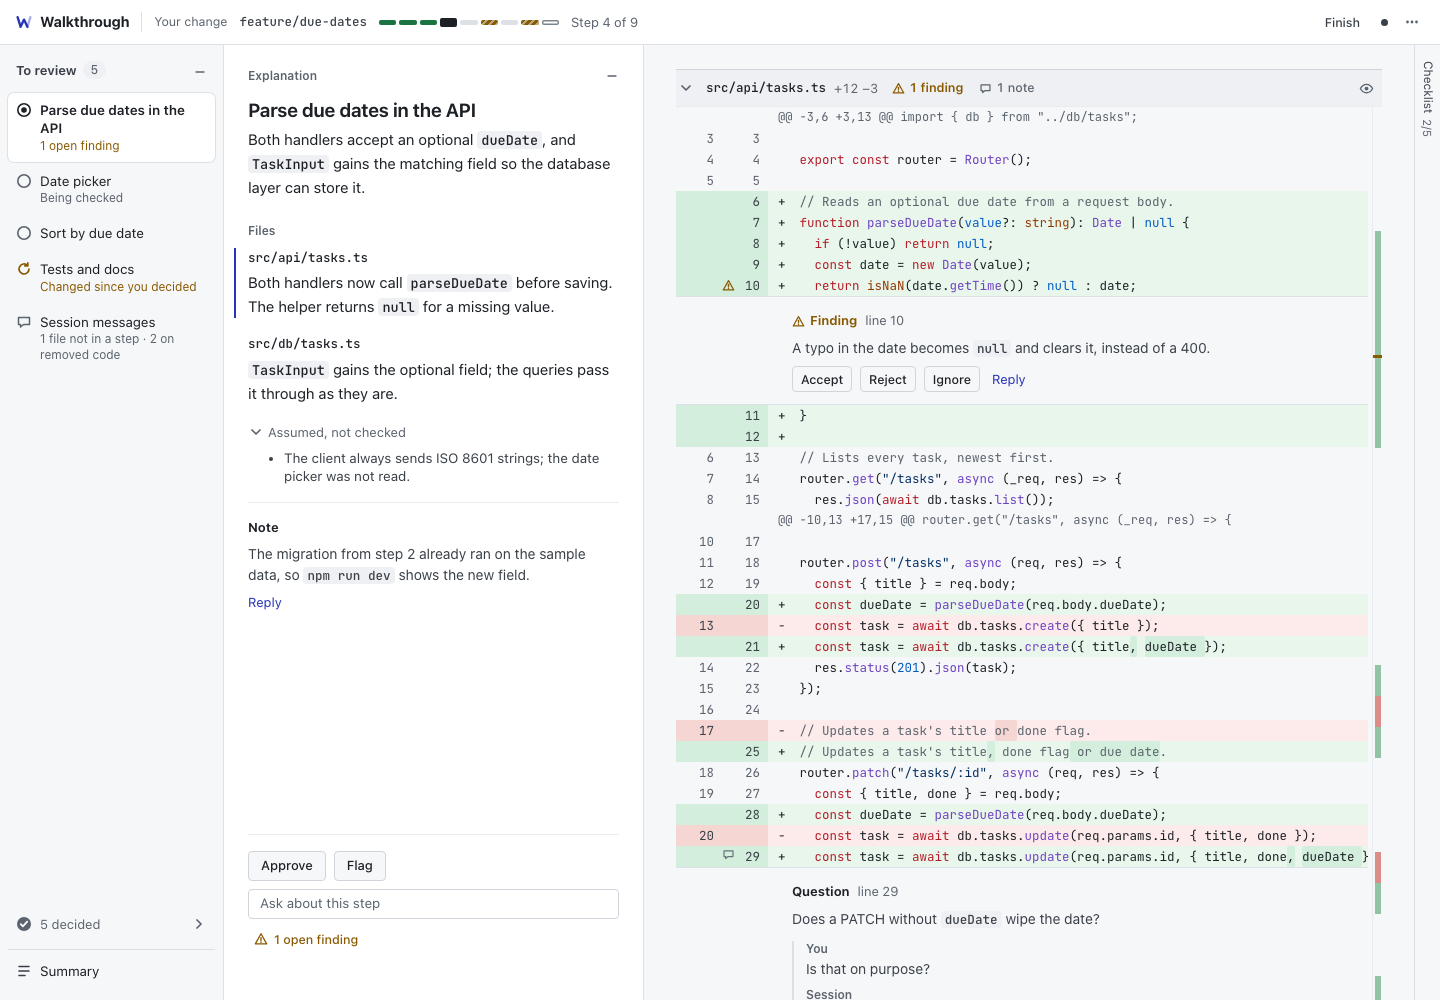 Walkthrough
Your change feature/due-dates Step 4 of 9
Finish
To review 5
Parse due dates in the
API
1 open finding
Date picker
Being checked
Sort by due date
Tests and docs
Changed since you decided
Session messages
1 file not in a step · 2 on
removed code
5 decided
Summary
Explanation
Parse due dates in the API
Both handlers accept an optional dueDate, and
TaskInput gains the matching field so the database
layer can store it.
Files
src/api/tasks.ts
Both handlers now call parseDueDate before saving.
The helper returns null for a missing value.
src/db/tasks.ts
TaskInput gains the optional field; the queries pass
it through as they are.
Assumed, not checked
• The client always sends ISO 8601 strings; the date
picker was not read.
Note
The migration from step 2 already ran on the sample
data, so npm run dev shows the new field.
Reply
Approve Flag
Ask about this step
1 open finding
src/api/tasks.ts +12 −3 1 finding 1 note
@@ -3,6 +3,13 @@ import { db } from "../db/tasks";
3 3
4 4 export const router = Router();
5 5
6 + // Reads an optional due date from a request body.
7 + function parseDueDate(value?: string): Date | null {
8 + if (!value) return null;
9 + const date = new Date(value);
10 + return isNaN(date.getTime()) ? null : date;
Finding line 10
A typo in the date becomes null and clears it, instead of a 400.
Accept Reject Ignore Reply
11 + }
12 +
6 13 // Lists every task, newest first.
7 14 router.get("/tasks", async (_req, res) => {
8 15 res.json(await db.tasks.list());
@@ -10,13 +17,15 @@ router.get("/tasks", async (_req, res) => {
10 17
11 18 router.post("/tasks", async (req, res) => {
12 19 const { title } = req.body;
20 + const dueDate = parseDueDate(req.body.dueDate);
13 - const task = await db.tasks.create({ title });
21 + const task = await db.tasks.create({ title, dueDate });
14 22 res.status(201).json(task);
15 23 });
16 24
17 - // Updates a task's title or done flag.
25 + // Updates a task's title, done flag or due date.
18 26 router.patch("/tasks/:id", async (req, res) => {
19 27 const { title, done } = req.body;
28 + const dueDate = parseDueDate(req.body.dueDate);
20 - const task = await db.tasks.update(req.params.id, { title, done });
29 + const task = await db.tasks.update(req.params.id, { title, done, dueDate }
Question line 29
Does a PATCH without dueDate wipe the date?
You
Is that on purpose?
Session
Checklist 2/5